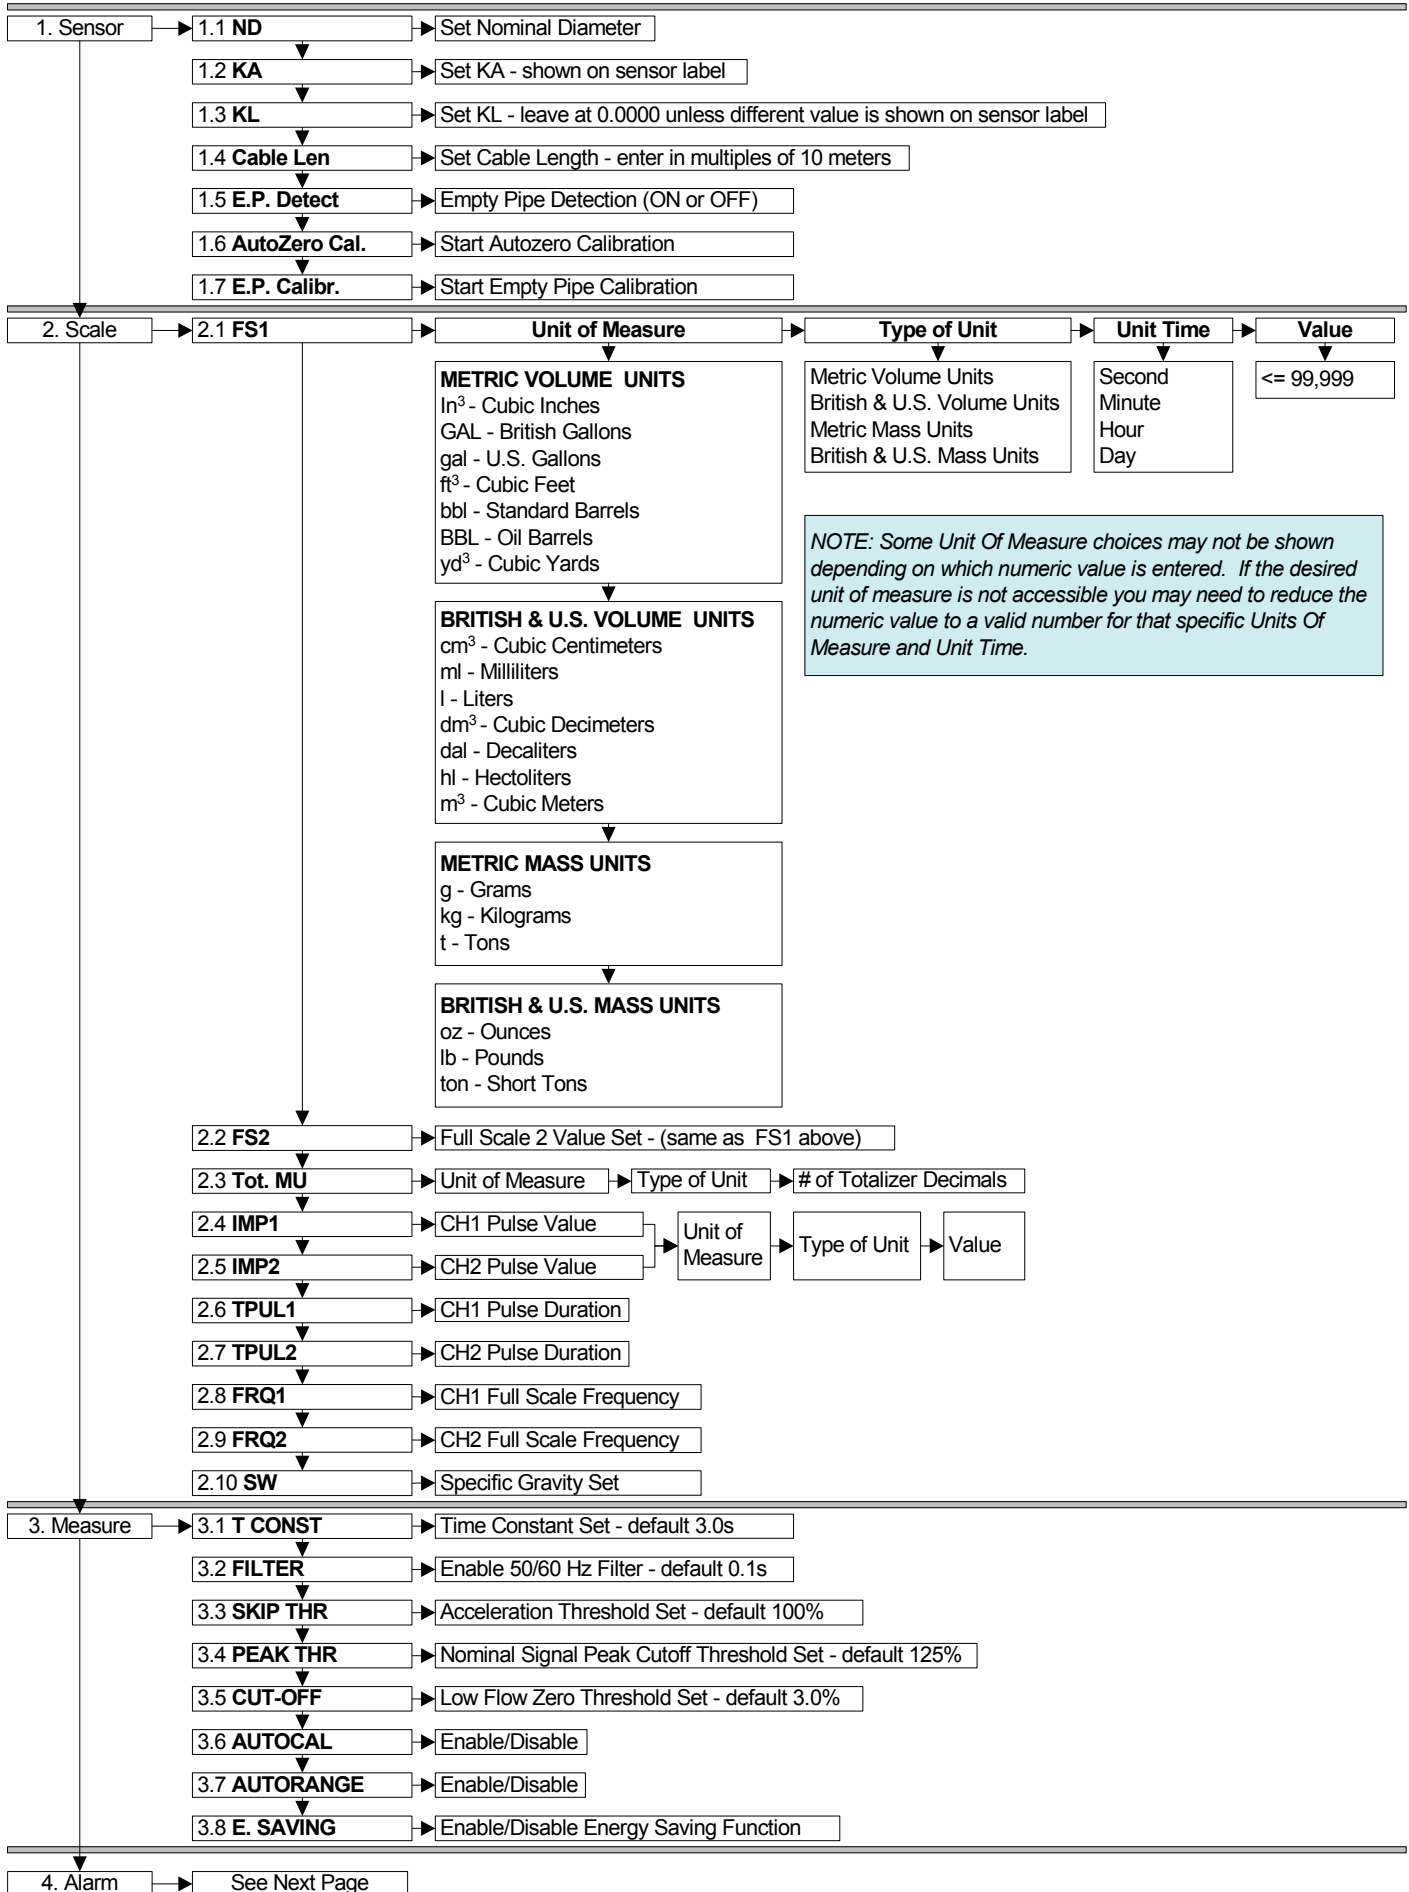 1. Sensor
1.1 ND
Set Nominal Diameter
1.2 KA
Set KA - shown on sensor label
1.3 KL
Set KL - leave at 0.0000 unless different value is shown on sensor label
1.4 Cable Len
Set Cable Length - enter in multiples of 10 meters
1.5 E.P. Detect
Empty Pipe Detection (ON or OFF)
1.6 AutoZero Cal.
Start Autozero Calibration
1.7 E.P. Calibr.
Start Empty Pipe Calibration
2. Scale
2.1 FS1
Unit of Measure
Type of Unit
Unit Time
Value
METRIC VOLUME  UNITS
In³ - Cubic Inches
GAL - British Gallons
gal - U.S. Gallons
ft³ - Cubic Feet
bbl - Standard Barrels
BBL - Oil Barrels
yd³ - Cubic Yards
Metric Volume Units
British & U.S. Volume Units
Metric Mass Units
British & U.S. Mass Units
Second
Minute
Hour
Day
<= 99,999
NOTE: Some Unit Of Measure choices may not be shown
depending on which numeric value is entered.  If the desired
unit of measure is not accessible you may need to reduce the
numeric value to a valid number for that specific Units Of
Measure and Unit Time.
BRITISH & U.S. VOLUME  UNITS
cm³ - Cubic Centimeters
ml - Milliliters
l - Liters
dm³ - Cubic Decimeters
dal - Decaliters
hl - Hectoliters
m³ - Cubic Meters
METRIC MASS UNITS
g - Grams
kg - Kilograms
t - Tons
BRITISH & U.S. MASS UNITS
oz - Ounces
lb - Pounds
ton - Short Tons
2.2 FS2
Full Scale 2 Value Set - (same as  FS1 above)
2.3 Tot. MU
Unit of Measure
Type of Unit
# of Totalizer Decimals
2.4 IMP1
CH1 Pulse Value
2.5 IMP2
CH2 Pulse Value
Unit of
Measure
Type of Unit
Value
2.6 TPUL1
CH1 Pulse Duration
2.7 TPUL2
CH2 Pulse Duration
2.8 FRQ1
CH1 Full Scale Frequency
2.9 FRQ2
CH2 Full Scale Frequency
2.10 SW
Specific Gravity Set
3. Measure
3.1 T CONST
Time Constant Set - default 3.0s
3.2 FILTER
Enable 50/60 Hz Filter - default 0.1s
3.3 SKIP THR
Acceleration Threshold Set - default 100%
3.4 PEAK THR
Nominal Signal Peak Cutoff Threshold Set - default 125%
3.5 CUT-OFF
Low Flow Zero Threshold Set - default 3.0%
3.6 AUTOCAL
Enable/Disable
3.7 AUTORANGE
Enable/Disable
3.8 E. SAVING
Enable/Disable Energy Saving Function
4. Alarm
See Next Page